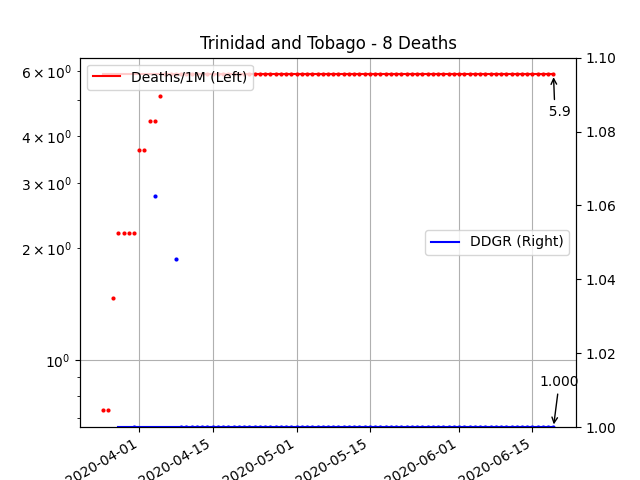 Trinidad and Tobago - 8 Deaths
Deaths/1M (Left)
DDGR (Right)
6 × 10⁰
4 × 10⁰
3 × 10⁰
2 × 10⁰
10⁰
1.10
1.08
1.06
1.04
1.02
1.00
5.9
1.000
2020-04-01
2020-04-15
2020-05-01
2020-05-15
2020-06-01
2020-06-15